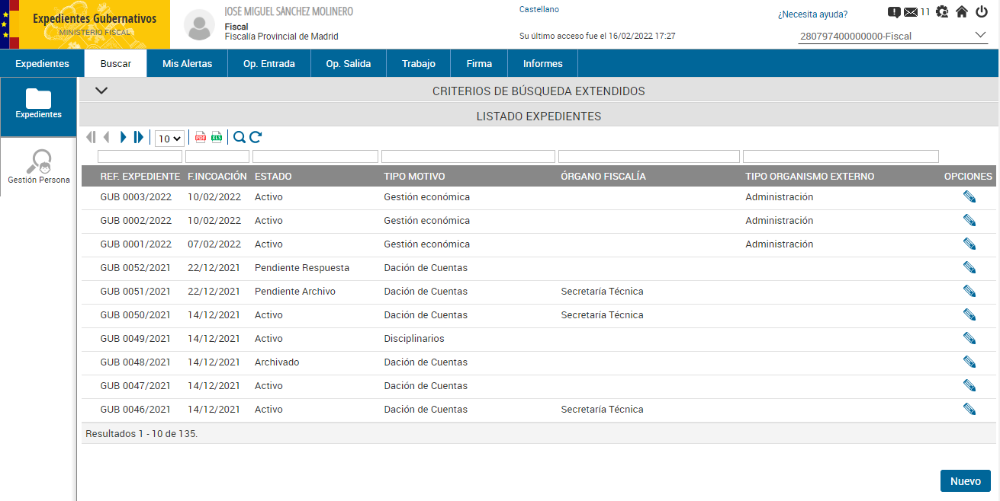 Expedientes Gubernativos
MINISTERIO FISCAL
JOSÉ MIGUEL SÁNCHEZ MOLINERO
Fiscal
Fiscalía Provincial de Madrid
Castellano
Su último acceso fue el 16/02/2022 17:27
¿Necesita ayuda?
11
280797400000000-Fiscal
Expedientes Buscar Mis Alertas Op. Entrada Op. Salida Trabajo Firma Informes
Expedientes
Gestión Persona
CRITERIOS DE BÚSQUEDA EXTENDIDOS
LISTADO EXPEDIENTES
10 PDF XLS
REF. EXPEDIENTE F.INCOACIÓN ESTADO TIPO MOTIVO ÓRGANO FISCALÍA TIPO ORGANISMO EXTERNO OPCIONES
GUB 0003/2022 10/02/2022 Activo Gestión económica Administración
GUB 0002/2022 10/02/2022 Activo Gestión económica Administración
GUB 0001/2022 07/02/2022 Activo Gestión económica Administración
GUB 0052/2021 22/12/2021 Pendiente Respuesta Dación de Cuentas
GUB 0051/2021 22/12/2021 Pendiente Archivo Dación de Cuentas Secretaría Técnica
GUB 0050/2021 14/12/2021 Activo Dación de Cuentas Secretaría Técnica
GUB 0049/2021 14/12/2021 Activo Disciplinarios
GUB 0048/2021 14/12/2021 Archivado Dación de Cuentas
GUB 0047/2021 14/12/2021 Activo Dación de Cuentas
GUB 0046/2021 14/12/2021 Activo Dación de Cuentas Secretaría Técnica
Resultados 1 - 10 de 135.
Nuevo